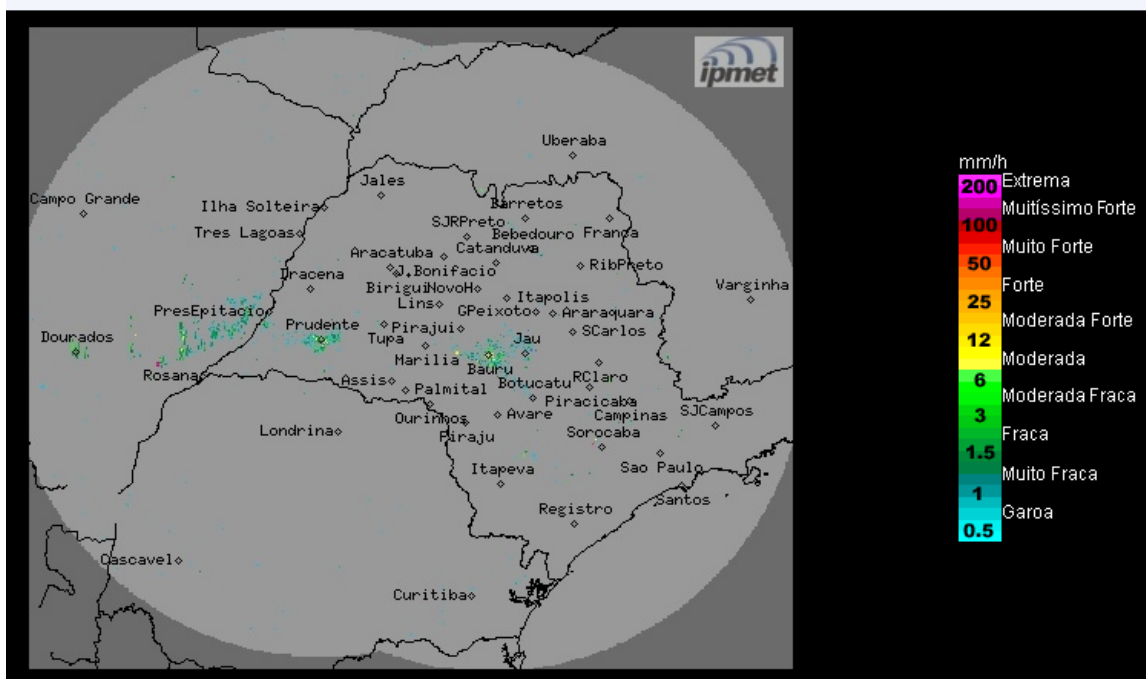 ipmet
Uberaba
Jales
Campo Grande
Ilha Solteira
Barretos
SJRPreto
Franca
Tres Lagoas
Bebedouro
Catanduva
Aracatuba
RibPreto
J.Bonifacio
Dracena
Birigui
NovoH
Varginha
Itapolis
Lins
PresEpitacio
GPeixoto
Araraquara
Prudente
Pirajui
SCarlos
Dourados
Tupa
Jau
Marilia
Bauru
Rosana
RClaro
Assis
Palmital
Botucatu
Piracicaba
Ourinhos
Avare
Campinas
SJCampos
Londrina
Piraju
Sorocaba
Itapeva
Sao Paulo
Santos
Registro
Cascavel
Curitiba
mm/h
200 Extrema
Muitíssimo Forte
100
Muito Forte
50
Forte
25
Moderada Forte
12
Moderada
6
Moderada Fraca
3
Fraca
1.5
Muito Fraca
1
Garoa
0.5